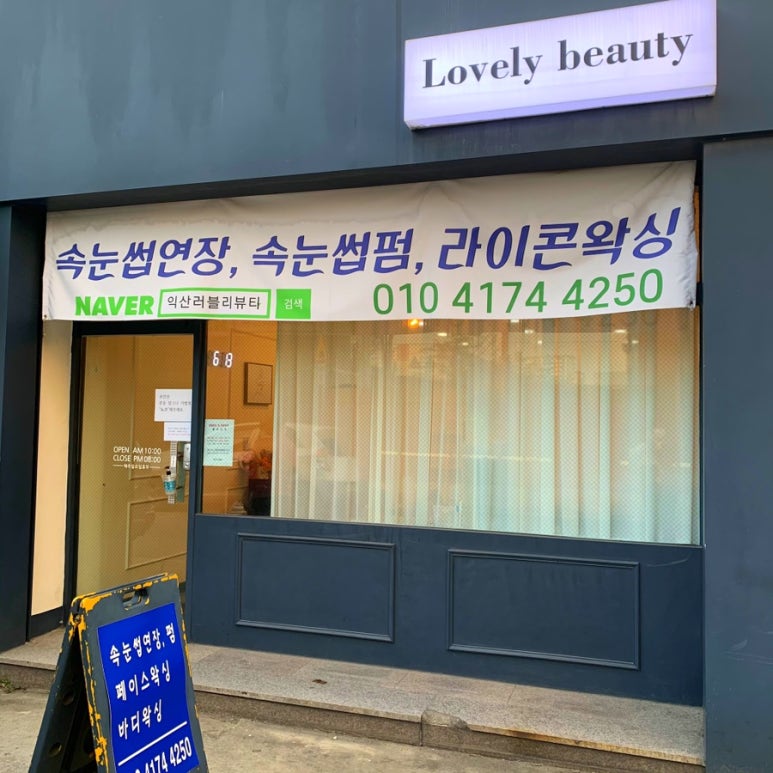 Lovely beauty
속눈썹연장, 속눈썹펌, 라이콘왁싱
NAVER 익산러블리뷰타 검색 010 4174 4250
68
OPEN AM 10:00
CLOSE PM 08:00
속눈썹연장, 펌
페이스왁싱
바디왁싱
4174 4250